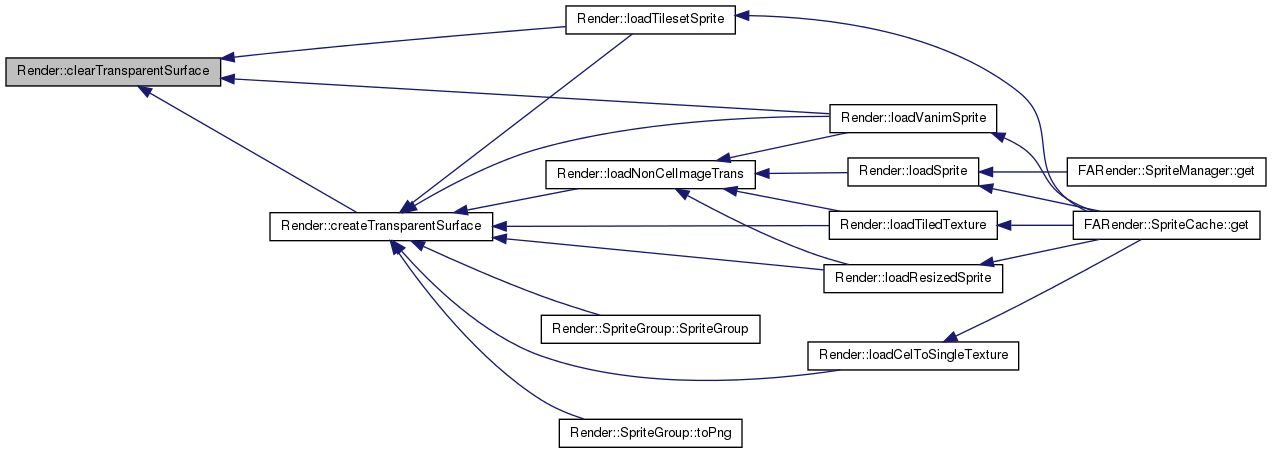 Render::loadTilesetSprite
Render::clearTransparentSurface
Render::loadVanimSprite
Render::loadNonCelImageTrans
Render::loadSprite
FARender::SpriteManager::get
Render::createTransparentSurface
Render::loadTiledTexture
FARender::SpriteCache::get
Render::loadResizedSprite
Render::SpriteGroup::SpriteGroup
Render::loadCelToSingleTexture
Render::SpriteGroup::toPng